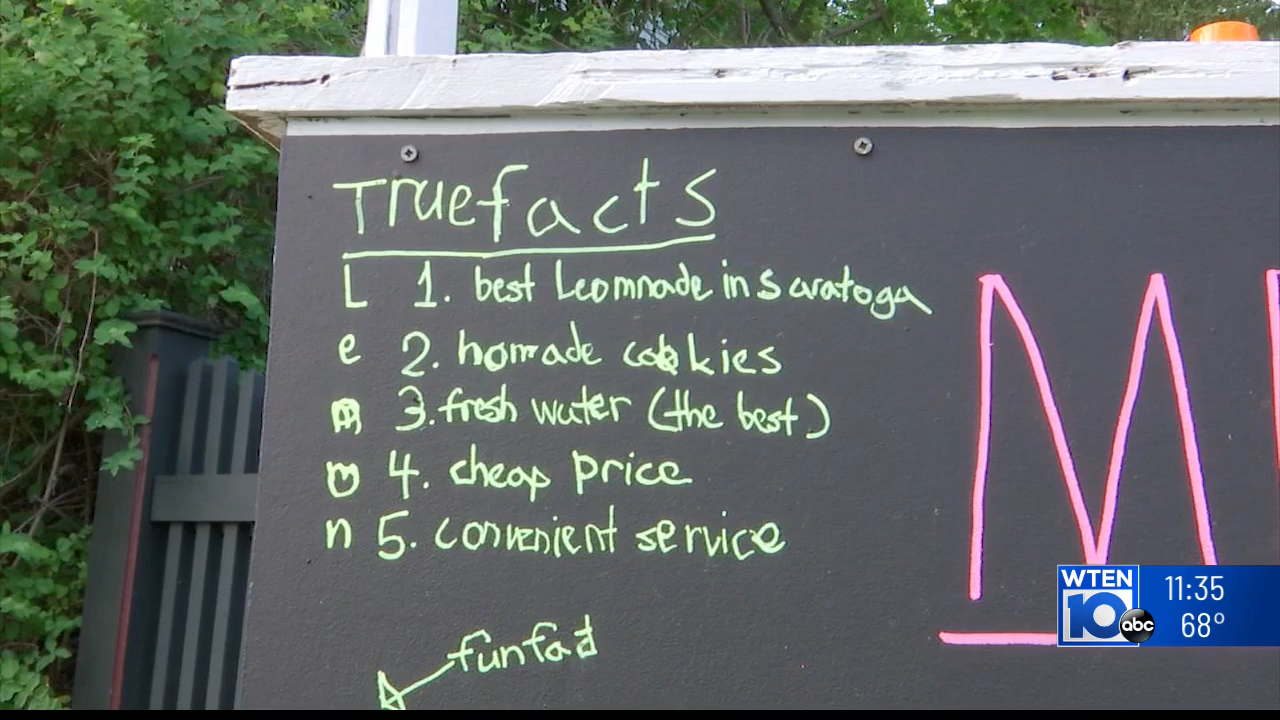 Truefacts
L 1. best Leomnade in Saratoga
e 2. homade cookies
m 3. fresh water (the best)
o 4. cheap price
n 5. convenient service
funfact
M
WTEN
10
abc
11:35
68°